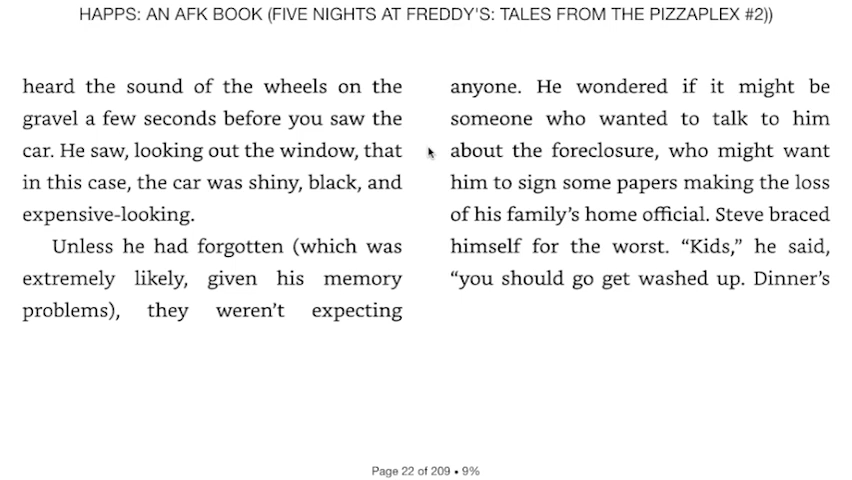 HAPPS: AN AFK BOOK (FIVE NIGHTS AT FREDDY'S: TALES FROM THE PIZZAPLEX #2))
heard the sound of the wheels on the
gravel a few seconds before you saw the
car. He saw, looking out the window, that
in this case, the car was shiny, black, and
expensive-looking.
Unless he had forgotten (which was
extremely likely, given his memory
problems), they weren’t expecting
anyone. He wondered if it might be
someone who wanted to talk to him
about the foreclosure, who might want
him to sign some papers making the loss
of his family’s home official. Steve braced
himself for the worst. “Kids,” he said,
“you should go get washed up. Dinner’s
Page 22 of 209 • 9%